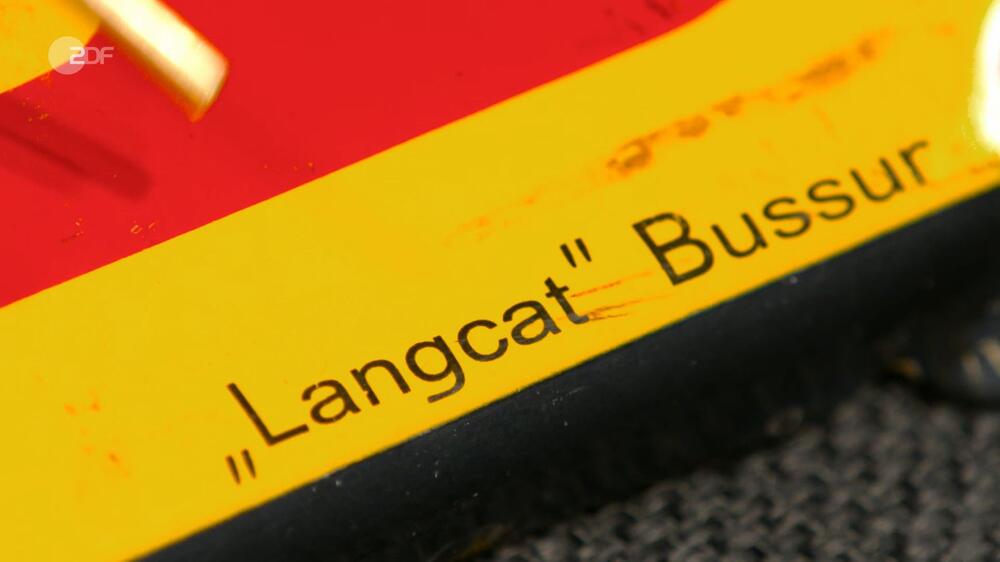 ZDF
„Langcat" Bussur